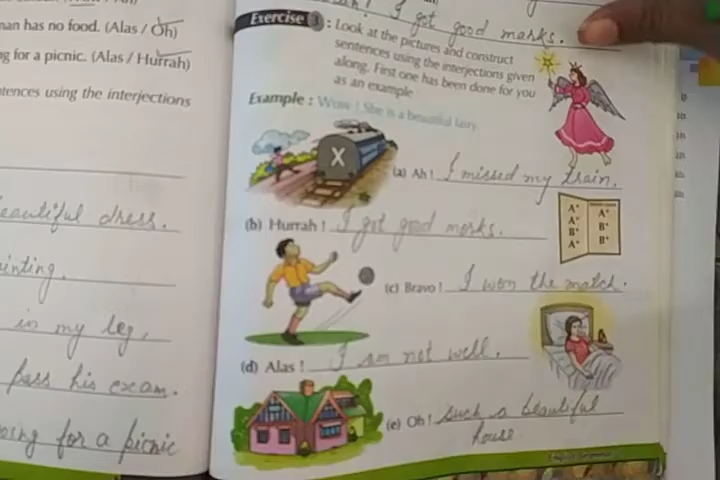 man has no food. (Alas / Oh)
ng for a picnic. (Alas / Hurrah)
ntences using the interjections
eautiful dress.
inting.
in my leg.
pass his exam.
oing for a picnic
I got good marks.
Exercise 3 : Look at the pictures and construct
sentences using the interjections given
along. First one has been done for you
as an example
Example : Wow ! She is a beautiful fairy
X
(a) Ah ! I missed my train.
(b) Hurrah ! I got good marks.
A+ A+
A+ B+
B+ B+
A+
(c) Bravo ! I won the match.
(d) Alas ! I am not well.
(e) Oh ! such a beautiful
house
English Grammar